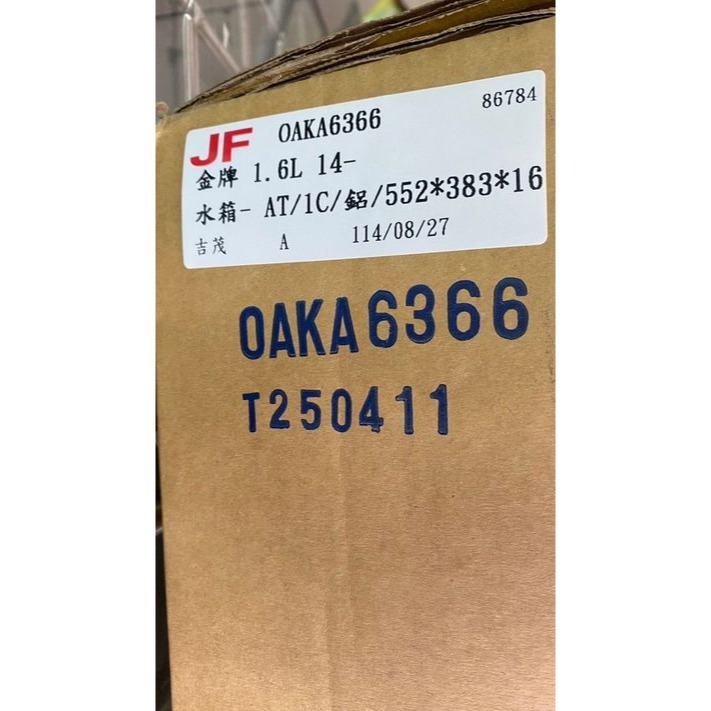 JF OAKA6366 86784
金牌 1.6L 14-
水箱- AT/1C/鋁/552*383*16
吉茂 A 114/08/27
OAKA6366
T250411